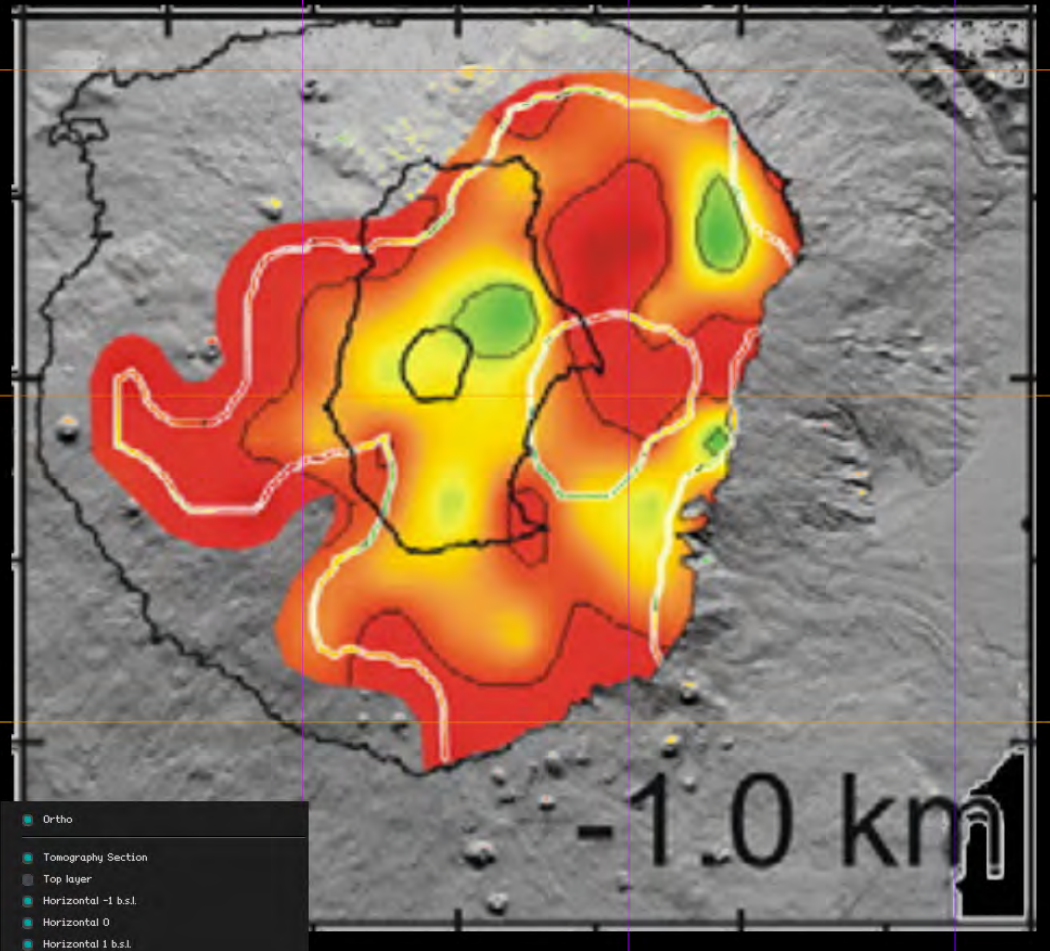 -1.0 km
Ortho
Tomography Section
Top layer
Horizontal -1 b.s.l.
Horizontal 0
Horizontal 1 b.s.l.